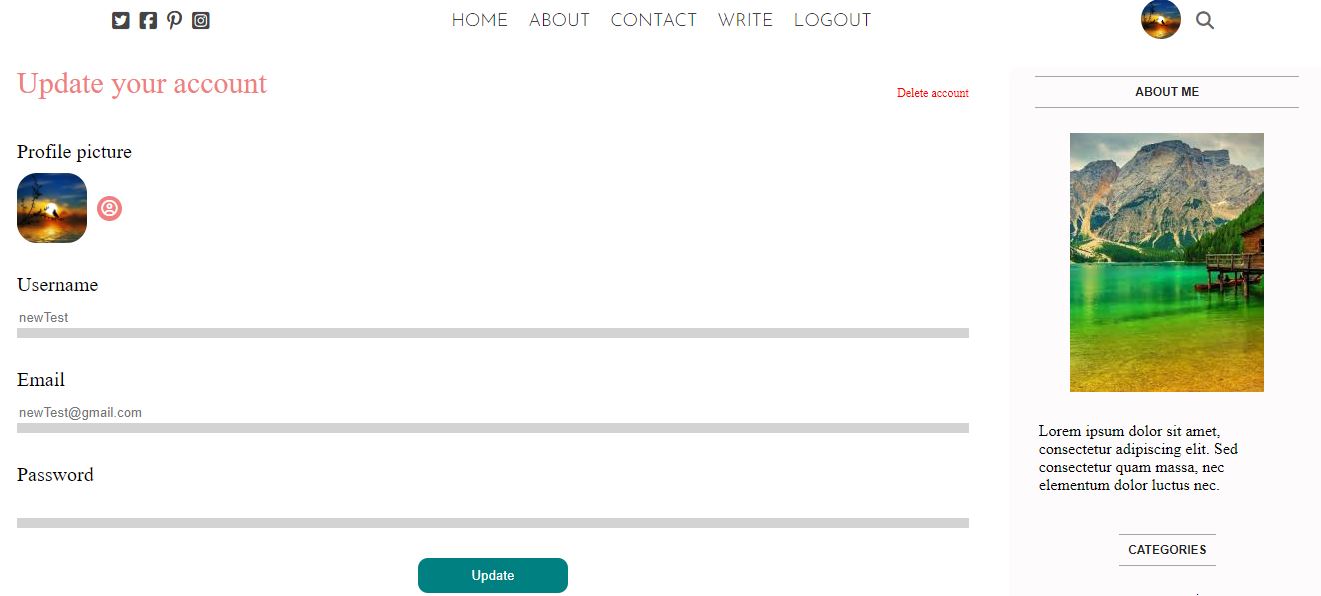 HOME ABOUT CONTACT WRITE LOGOUT
Update your account
Delete account
Profile picture
Username
newTest
Email
newTest@gmail.com
Password
Update
ABOUT ME
Lorem ipsum dolor sit amet,
consectetur adipiscing elit. Sed
consectetur quam massa, nec
elementum dolor luctus nec.
CATEGORIES